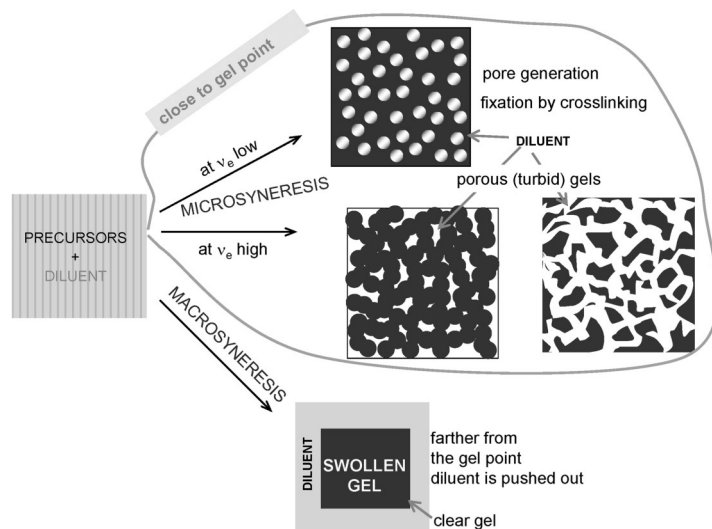 close to gel point
pore generation
fixation by crosslinking
at νe low
MICROSYNERESIS
DILUENT
porous (turbid) gels
PRECURSORS
+
DILUENT
at νe high
MACROSYNERESIS
DILUENT
SWOLLEN
GEL
farther from
the gel point
diluent is pushed out
clear gel